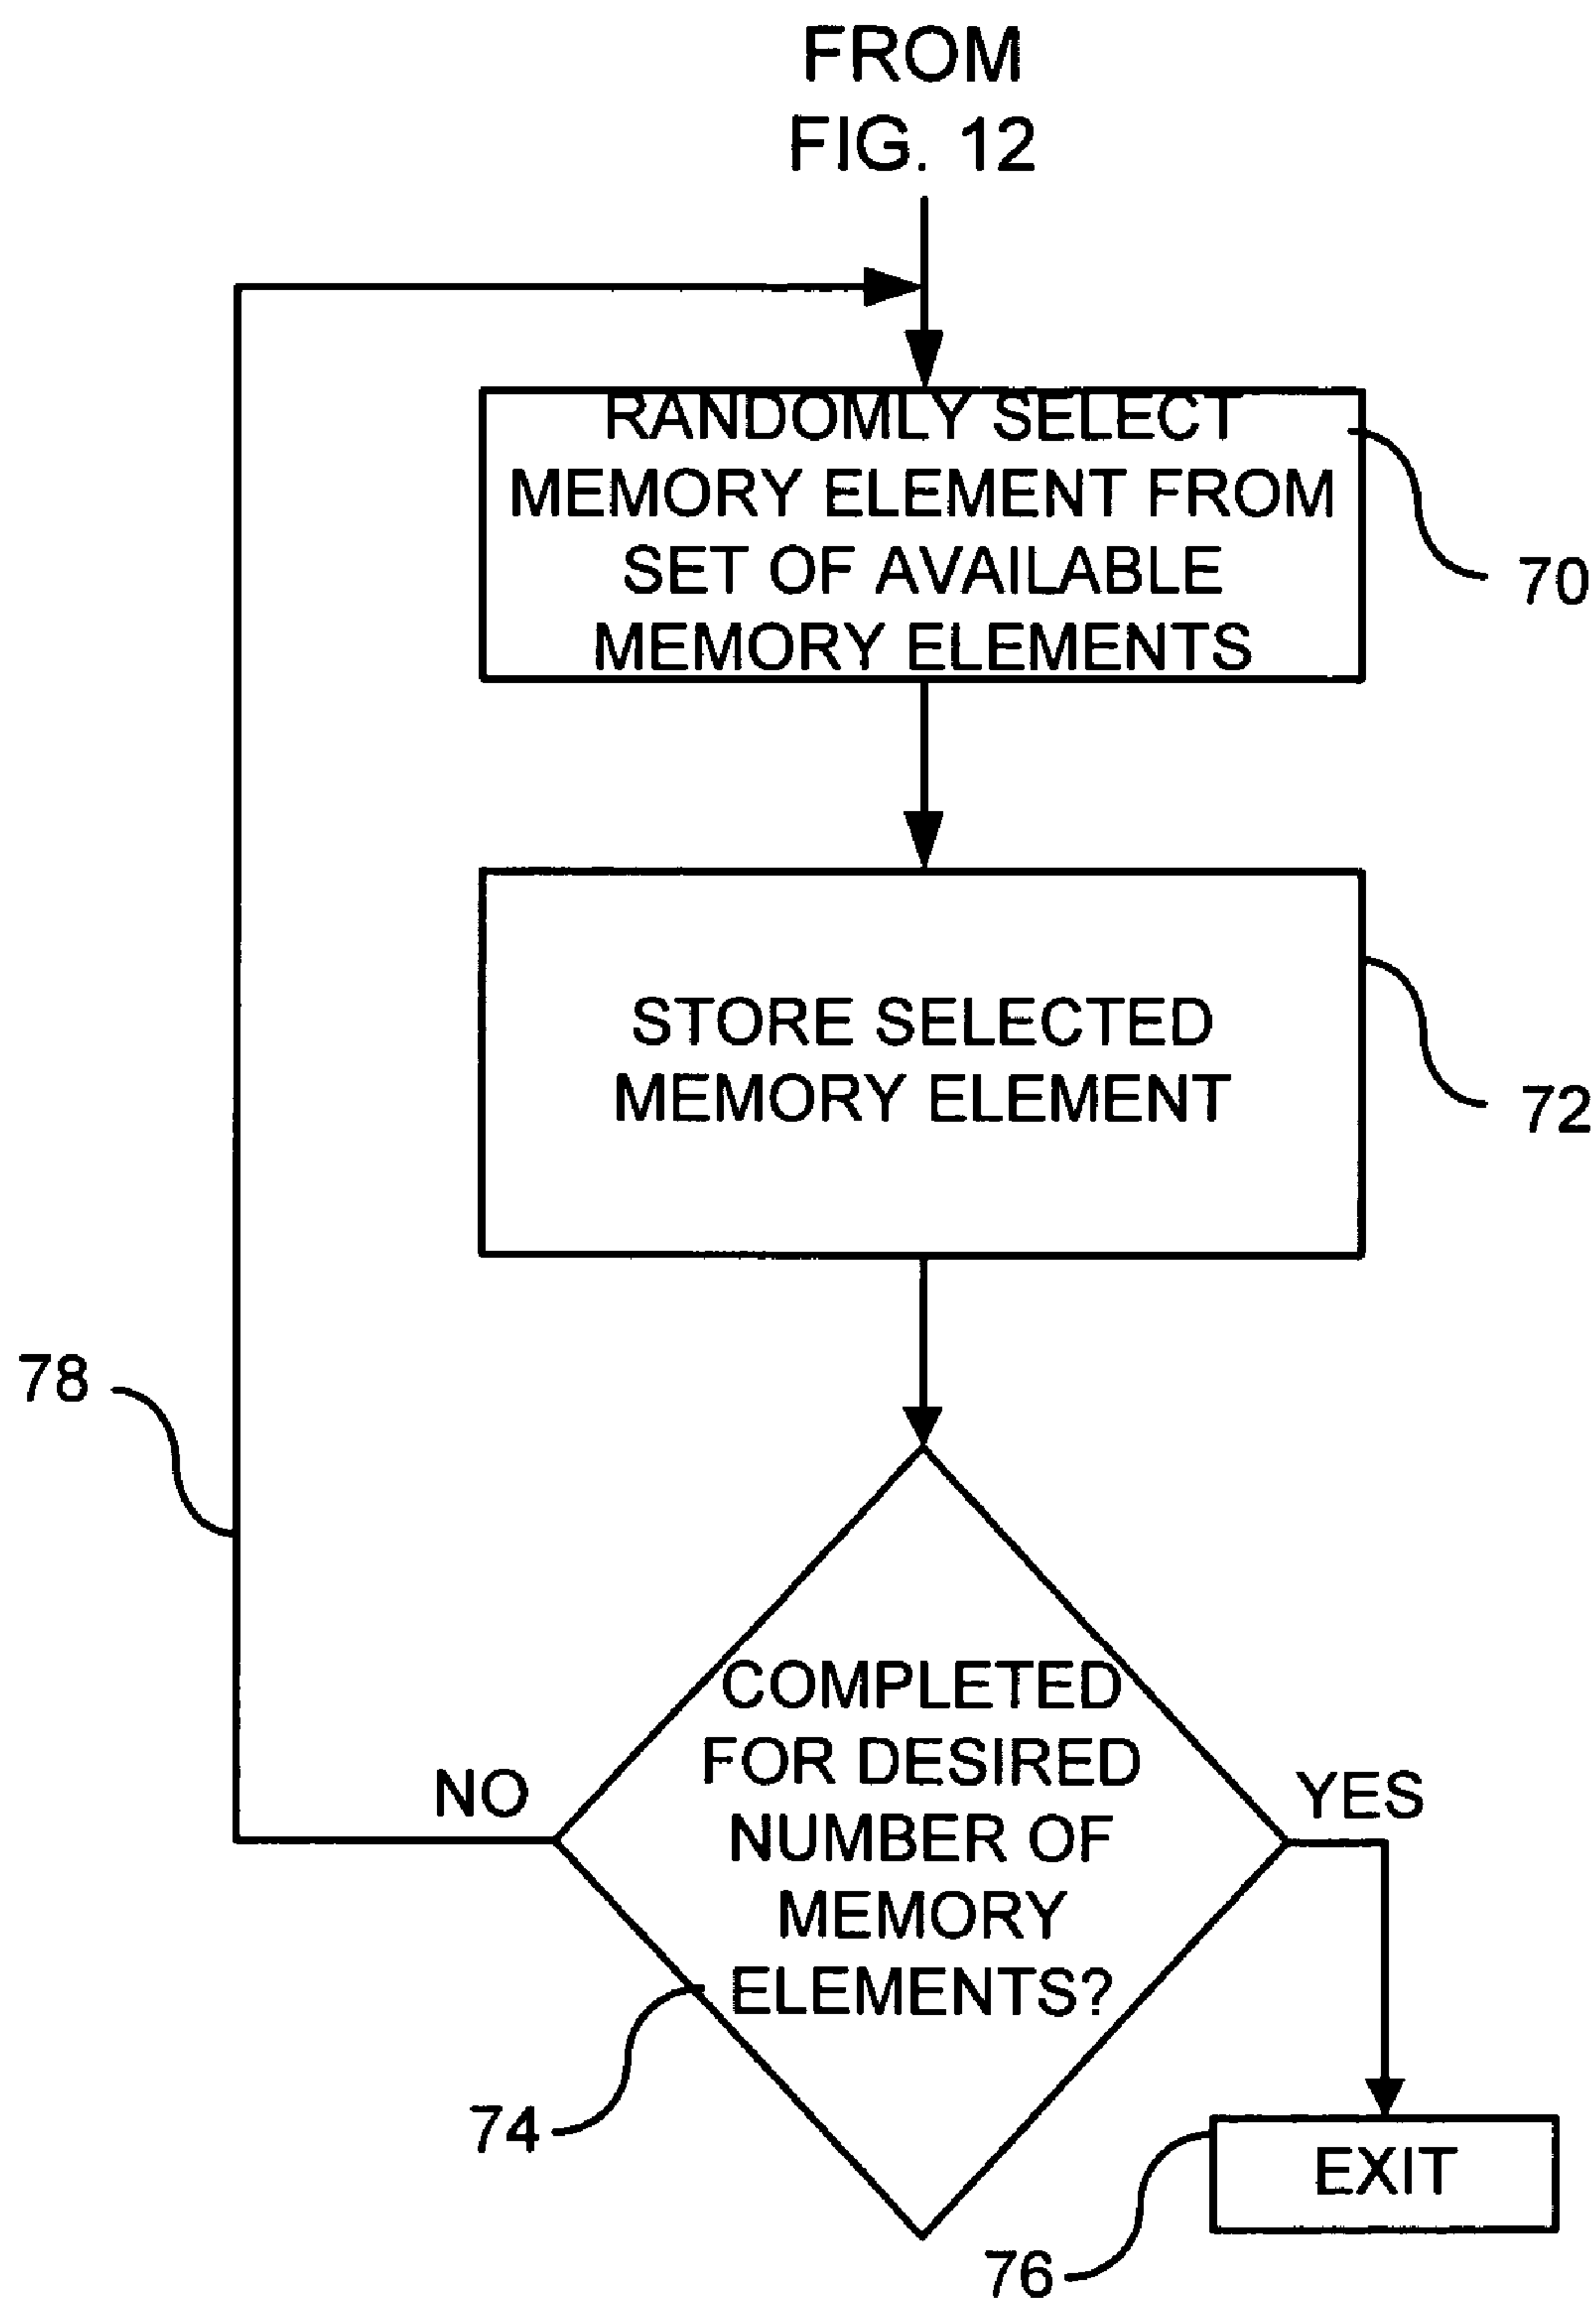 FROM
FIG. 12
RANDOMLY SELECT
MEMORY ELEMENT FROM
SET OF AVAILABLE
MEMORY ELEMENTS
70
STORE SELECTED
MEMORY ELEMENT
72
78
COMPLETED
FOR DESIRED
NUMBER OF
MEMORY
ELEMENTS?
NO
YES
74
EXIT
76